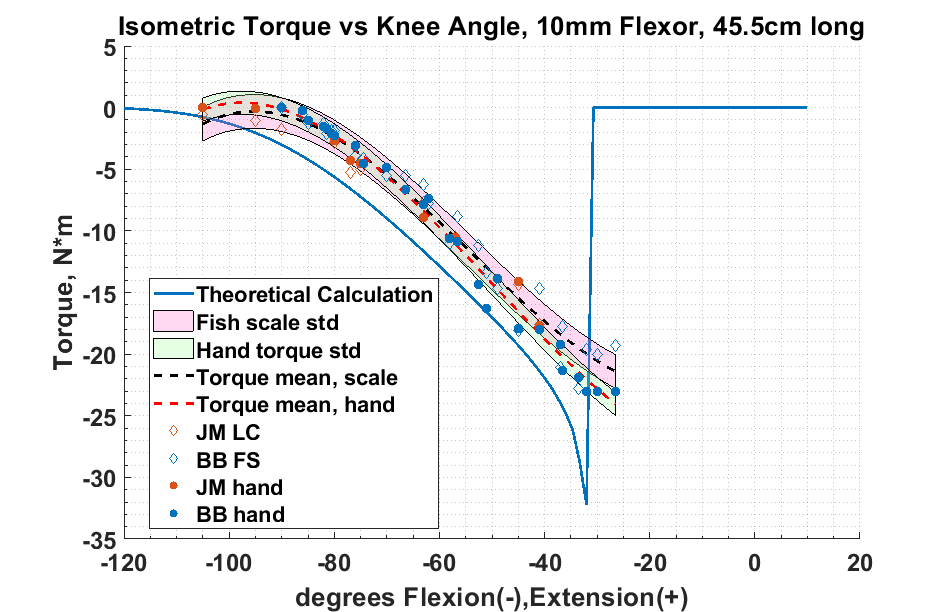 Isometric Torque vs Knee Angle, 10mm Flexor, 45.5cm long
Torque, N*m
5
0
-5
-10
-15
-20
-25
-30
-35
Theoretical Calculation
Fish scale std
Hand torque std
Torque mean, scale
Torque mean, hand
JM LC
BB FS
JM hand
BB hand
-120 -100 -80 -60 -40 -20 0 20
degrees Flexion(-),Extension(+)